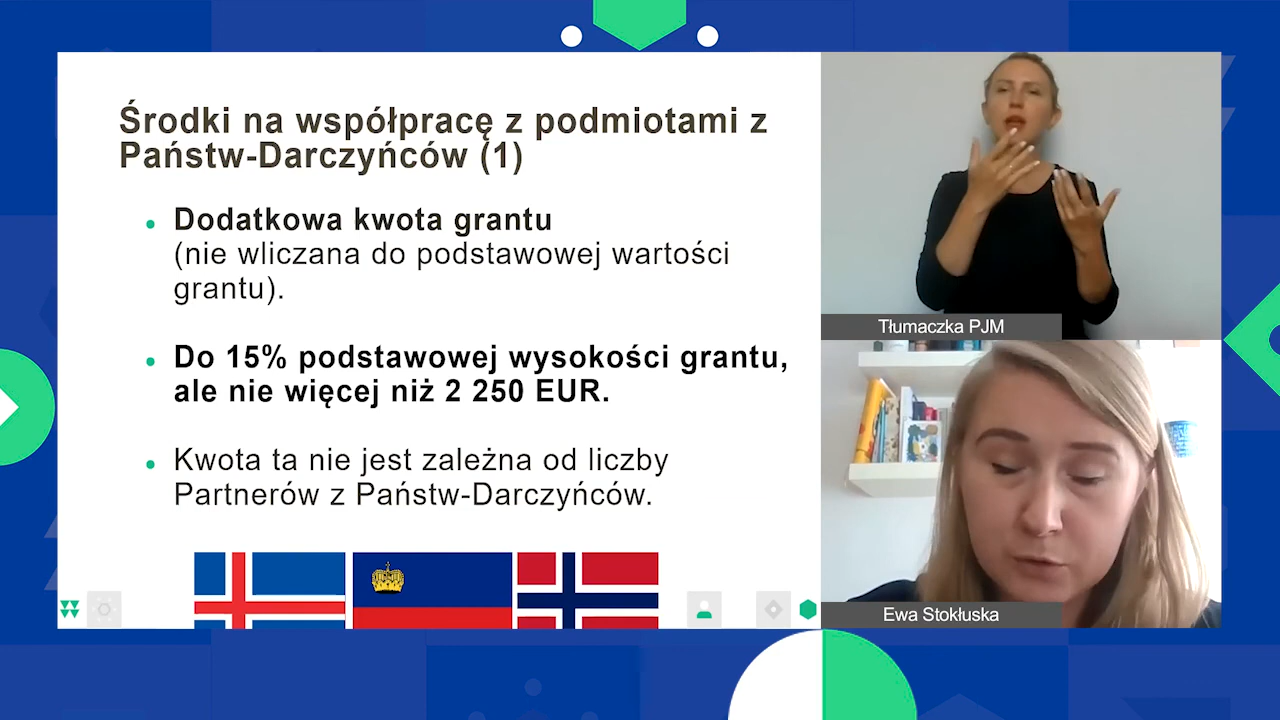 Środki na współpracę z podmiotami z
Państw-Darczyńców (1)
Dodatkowa kwota grantu
(nie wliczana do podstawowej wartości
grantu).
Do 15% podstawowej wysokości grantu,
ale nie więcej niż 2 250 EUR.
Kwota ta nie jest zależna od liczby
Partnerów z Państw-Darczyńców.
Tłumaczka PJM
Ewa Stokłuska